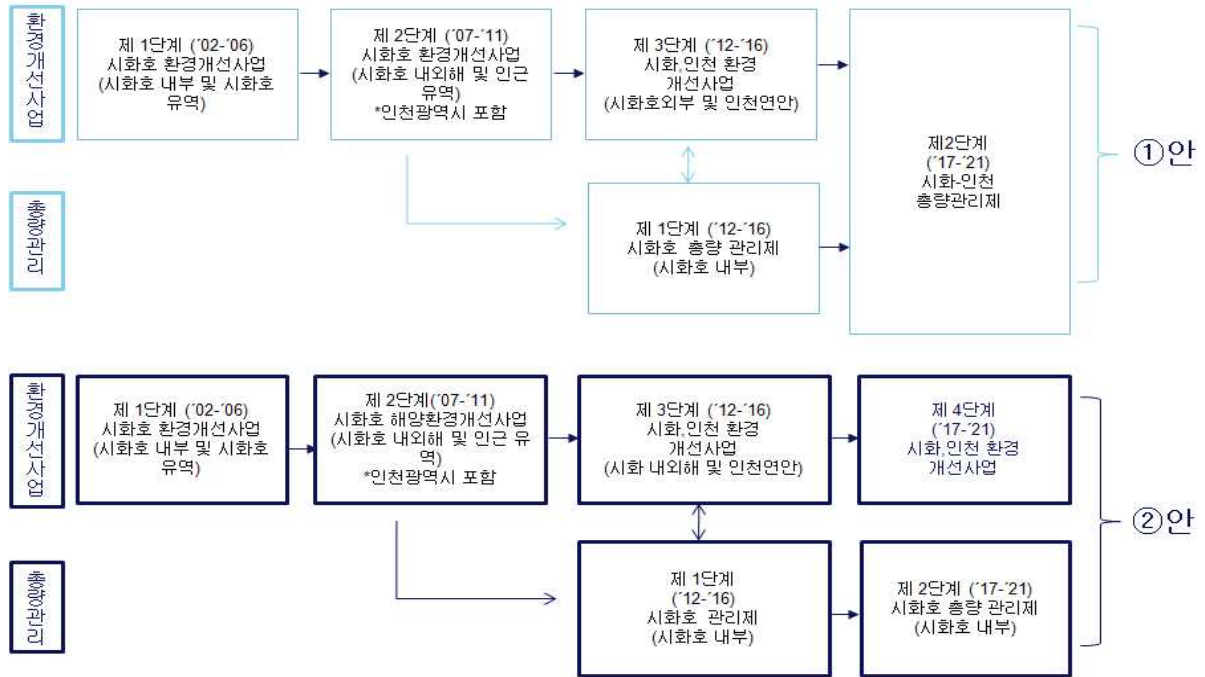 환경개선사업
제 1단계 (´02-´06)
시화호 환경개선사업
(시화호 내부 및 시화호
유역)
제 2단계 (´07-´11)
시화호 환경개선사업
(시화호 내외해 및 인근
유역)
*인천광역시 포함
제 3단계 (´12-´16)
시화,인천 환경
개선사업
(시화호외부 및 인천연안)
총량관리
제 1단계 (´12-´16)
시화호 총량 관리제
(시화호 내부)
제2단계
(´17-´21)
시화-인천
총량관리제
①안
환경개선사업
제 1단계 (´02-´06)
시화호 환경개선사업
(시화호 내부 및 시화호
유역)
제 2단계(´07-´11)
시화호 해양환경개선사업
(시화호 내외해 및 인근 유
역)
*인천광역시 포함
제 3단계 (´12-´16)
시화,인천 환경
개선사업
(시화 내외해 및 인천연안)
제 4단계
(´17-´21)
시화,인천 환경
개선사업
총량관리
제 1단계
(´12-´16)
시화호 관리제
(시화호 내부)
제 2단계 (´17-´21)
시화호 총량 관리제
(시화호 내부)
②안